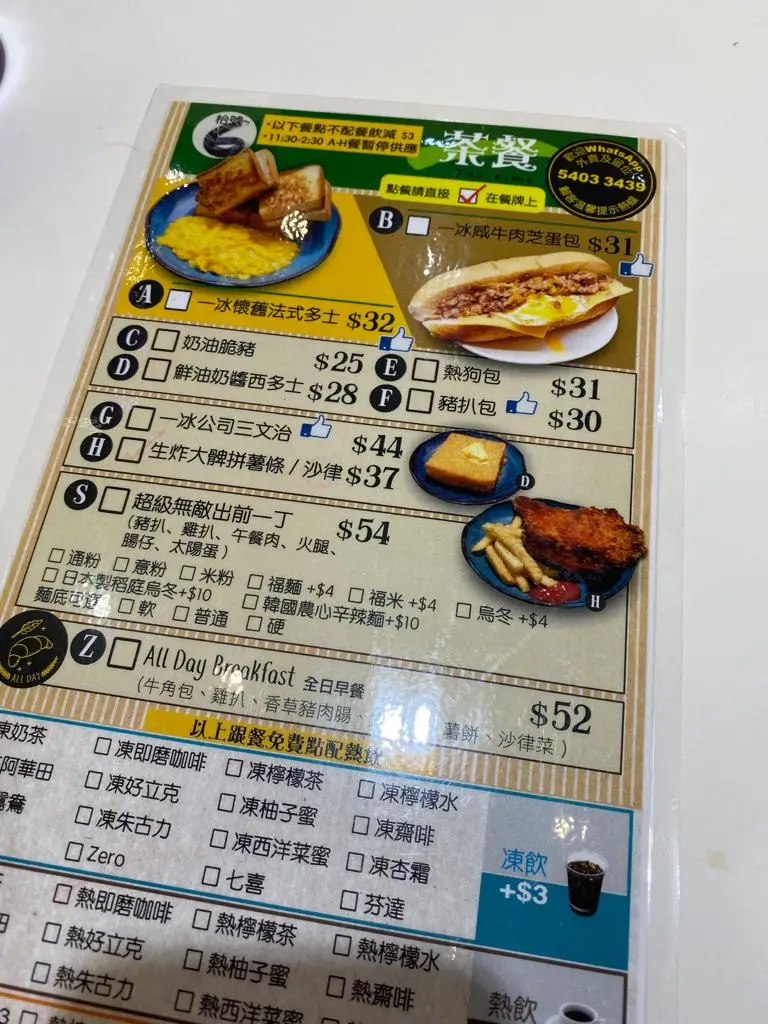 枱號
•以下餐點不配餐飲減 $3
•11:30-2:30 A-H餐暫停供應
茶餐
歡迎WhatsApp
外賣及留位
5403 3439
點餐請直接 ☑ 在餐牌上
B □ 一冰咸牛肉芝蛋包 $31
A □ 一冰懷舊法式多士 $32
C □ 奶油脆豬 $25
D □ 鮮油奶醬西多士 $28
E □ 熱狗包 $31
F □ 豬扒包 $30
G □ 一冰公司三文治 $44
H □ 生炸大髀拼薯條 / 沙律 $37
D
S □ 超級無敵出前一丁 $54
(豬扒、雞扒、午餐肉、火腿、
腸仔、太陽蛋)
H
□ 通粉 □ 意粉 □ 米粉 □ 福麵 +$4 □ 福米 +$4 □ 烏冬 +$4
□ 日本製稻庭烏冬+$10 □ 韓國農心辛辣麵+$10
麵底可選 □ 軟 □ 普通 □ 硬
ALL DAY
Z □ All Day Breakfast 全日早餐 $52
(牛角包、雞扒、香草豬肉腸、
薯餅、沙律菜)
以上跟餐免費點配熱飲
凍奶茶 □ 凍即磨咖啡 □ 凍檸檬茶 □ 凍檸檬水
阿華田 □ 凍好立克 □ 凍柚子蜜 □ 凍齋啡
鴛鴦 □ 凍朱古力 □ 凍西洋菜蜜 □ 凍杏霜
□ Zero □ 七喜 □ 芬達
凍飲
+$3
□ 熱即磨咖啡 □ 熱檸檬茶 □ 熱檸檬水
田 □ 熱好立克 □ 熱柚子蜜 □ 熱齋啡
□ 熱朱古力 □ 熱西洋菜蜜
熱飲